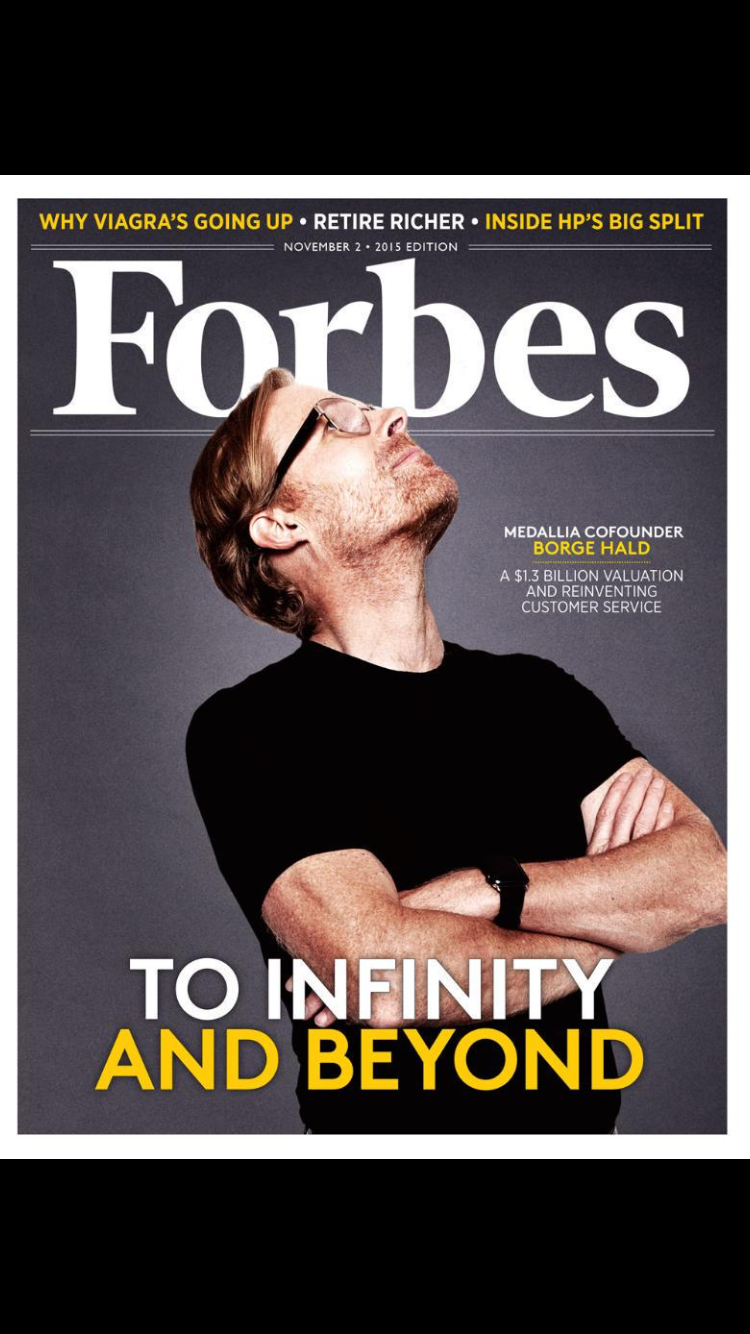 WHY VIAGRA'S GOING UP • RETIRE RICHER • INSIDE HP'S BIG SPLIT
NOVEMBER 2 • 2015 EDITION
Forbes
MEDALLIA COFOUNDER
BORGE HALD
A $1.3 BILLION VALUATION
AND REINVENTING
CUSTOMER SERVICE
TO INFINITY
AND BEYOND